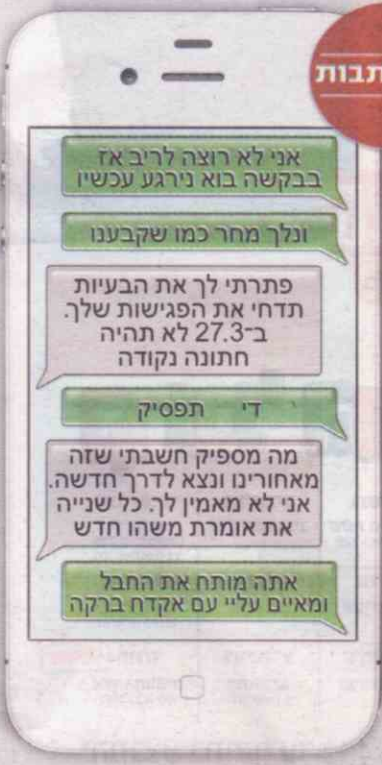 תבות
אני לא רוצה לריב אז
בבקשה בוא נירגע עכשיו
ונלך מחר כמו שקבענו
פתרתי לך את הבעיות
תדחי את הפגישות שלך.
ב־27.3 לא תהיה
חתונה נקודה
די תפסיק
מה מספיק חשבתי שזה
מאחורינו ונצא לדרך חדשה.
אני לא מאמין לך. כל שנייה
את אומרת משהו חדש
אתה מותח את החבל
ומאיים עליי עם אקדח ברקה